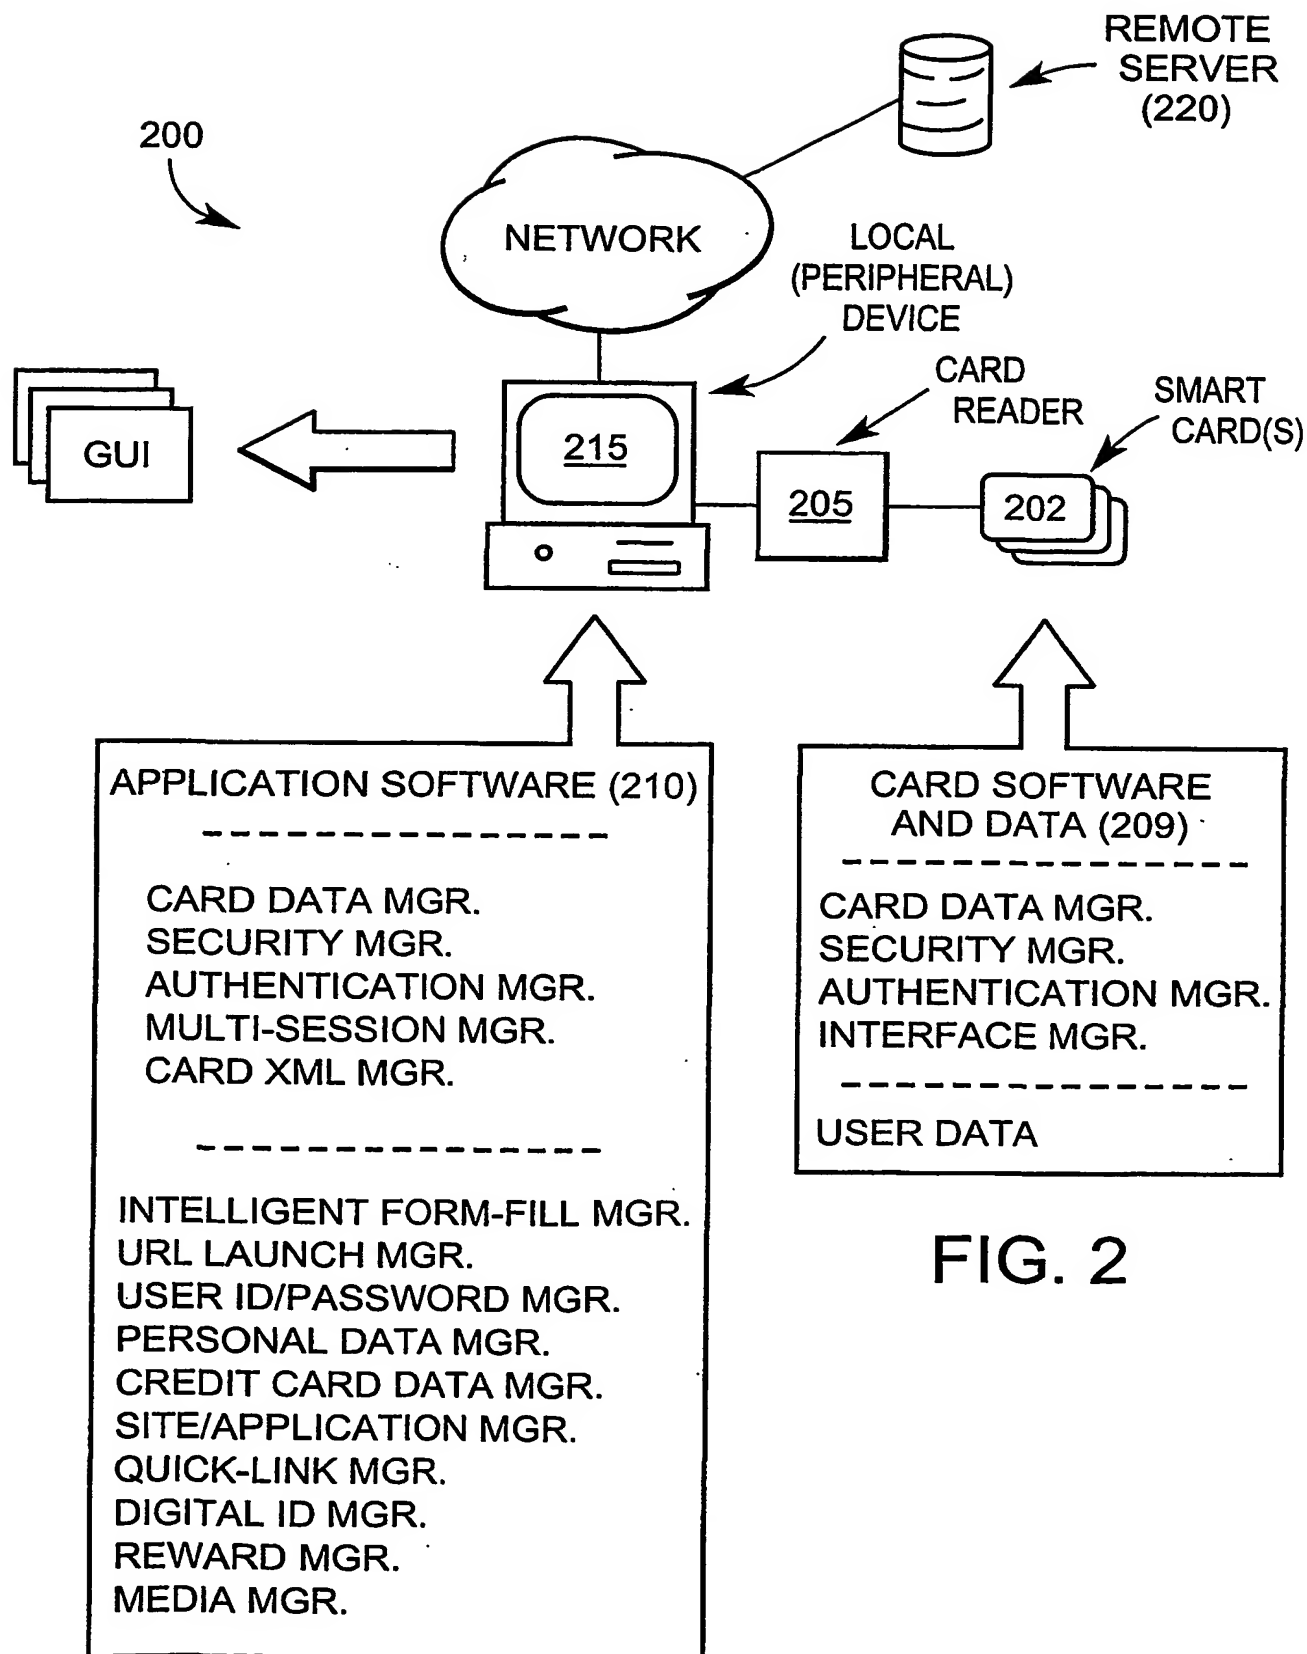 REMOTE
SERVER
(220)
200
NETWORK
LOCAL
(PERIPHERAL)
DEVICE
CARD
READER
SMART
CARD(S)
GUI
215
205
202
APPLICATION SOFTWARE (210)
CARD DATA MGR.
SECURITY MGR.
AUTHENTICATION MGR.
MULTI-SESSION MGR.
CARD XML MGR.
INTELLIGENT FORM-FILL MGR.
URL LAUNCH MGR.
USER ID/PASSWORD MGR.
PERSONAL DATA MGR.
CREDIT CARD DATA MGR.
SITE/APPLICATION MGR.
QUICK-LINK MGR.
DIGITAL ID MGR.
REWARD MGR.
MEDIA MGR.
CARD SOFTWARE
AND DATA (209)
CARD DATA MGR.
SECURITY MGR.
AUTHENTICATION MGR.
INTERFACE MGR.
USER DATA
FIG. 2